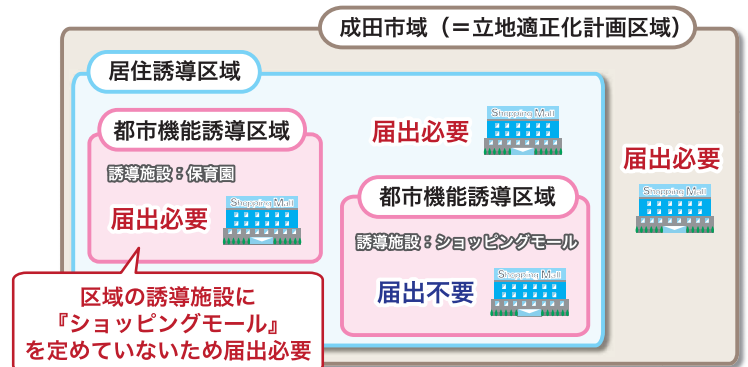 成田市域（＝立地適正化計画区域）
居住誘導区域
都市機能誘導区域
誘導施設：保育園
届出必要
Shopping Mall
届出必要
Shopping Mall
都市機能誘導区域
誘導施設：ショッピングモール
届出不要
Shopping Mall
届出必要
Shopping Mall
区域の誘導施設に
『ショッピングモール』
を定めていないため届出必要